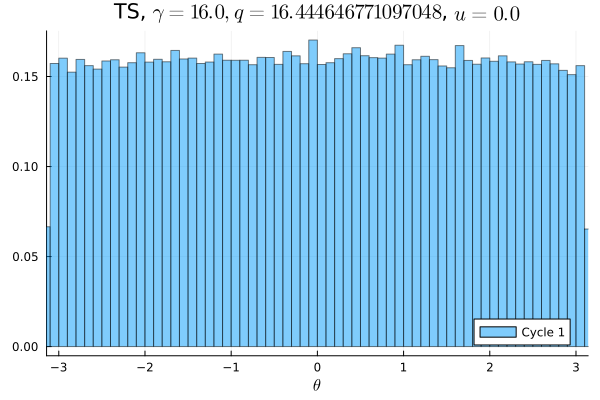 TS, γ = 16.0, q = 16.444646771097048, u = 0.0
0.15
0.10
0.05
0.00
Cycle 1
−3 −2 −1 0 1 2 3
θ